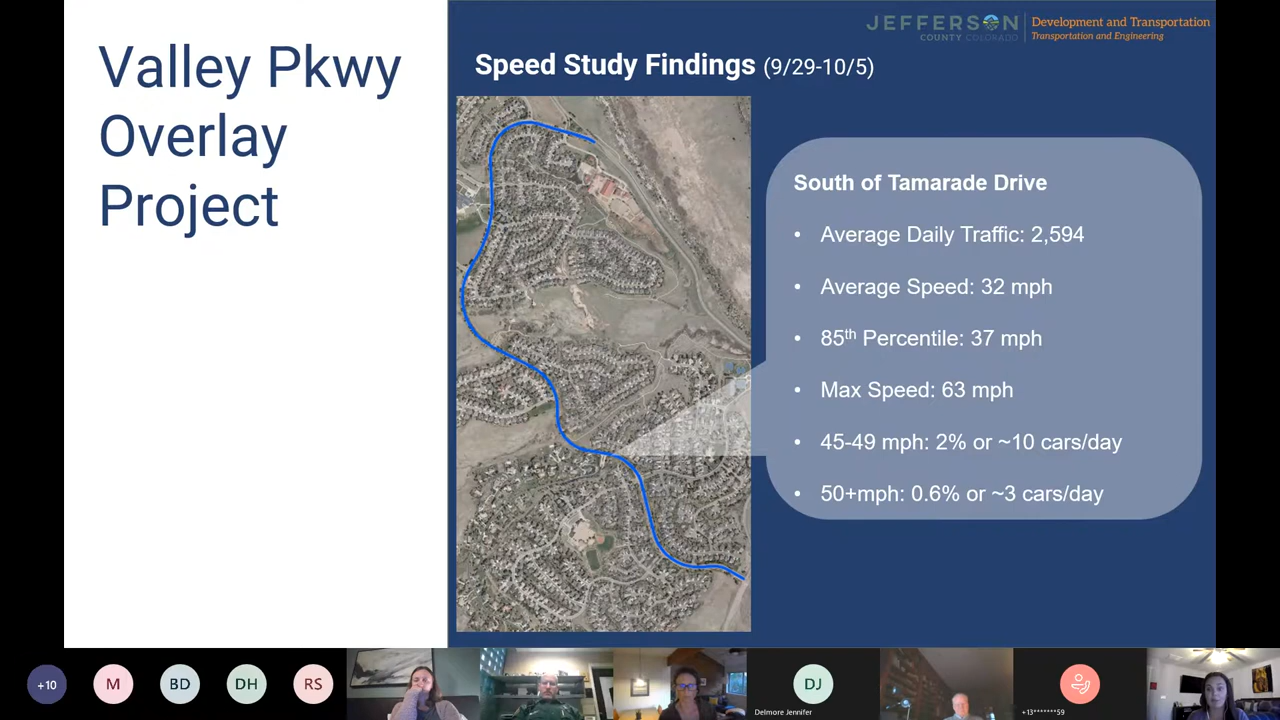 Valley Pkwy
Overlay
Project
JEFFERSON
COUNTY COLORADO
Development and Transportation
Transportation and Engineering
Speed Study Findings (9/29-10/5)
South of Tamarade Drive
• Average Daily Traffic: 2,594
• Average Speed: 32 mph
• 85th Percentile: 37 mph
• Max Speed: 63 mph
• 45-49 mph: 2% or ~10 cars/day
• 50+mph: 0.6% or ~3 cars/day
+10
M
BD
DH
RS
DJ
Delmore Jennifer
+13*******59